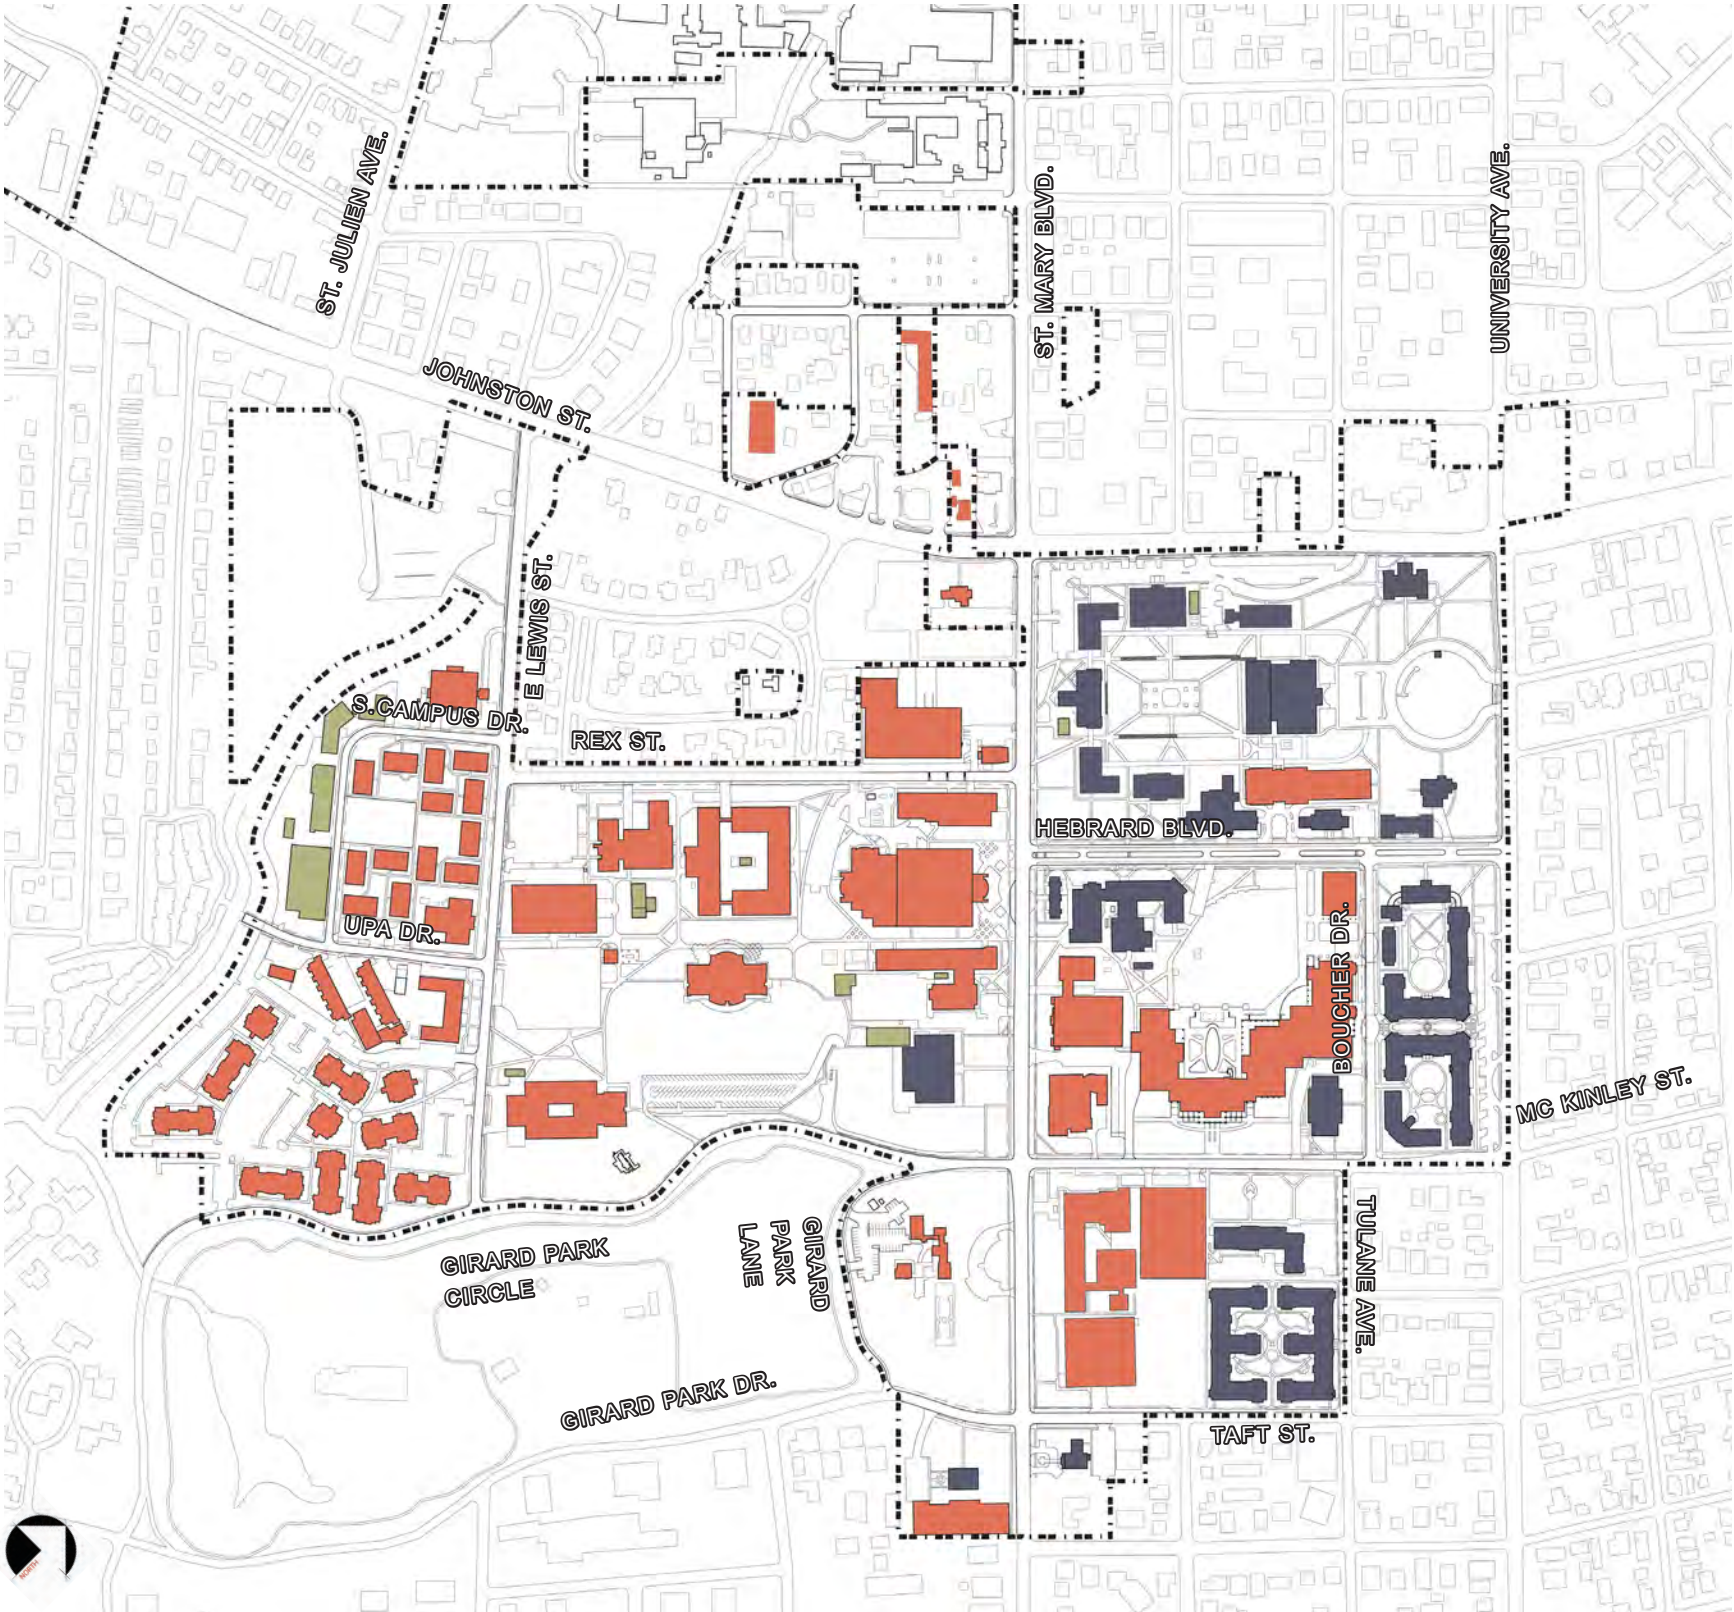 ST. JULIEN AVE.
ST. MARY BLVD.
UNIVERSITY AVE.
JOHNSTON ST.
E LEWIS ST.
S.CAMPUS DR.
REX ST.
HEBRARD BLVD.
UPA DR.
BOUCHER DR.
MC KINLEY ST.
GIRARD PARK
CIRCLE
GIRARD
PARK
LANE
TULANE AVE.
GIRARD PARK DR.
TAFT ST.
NORTH